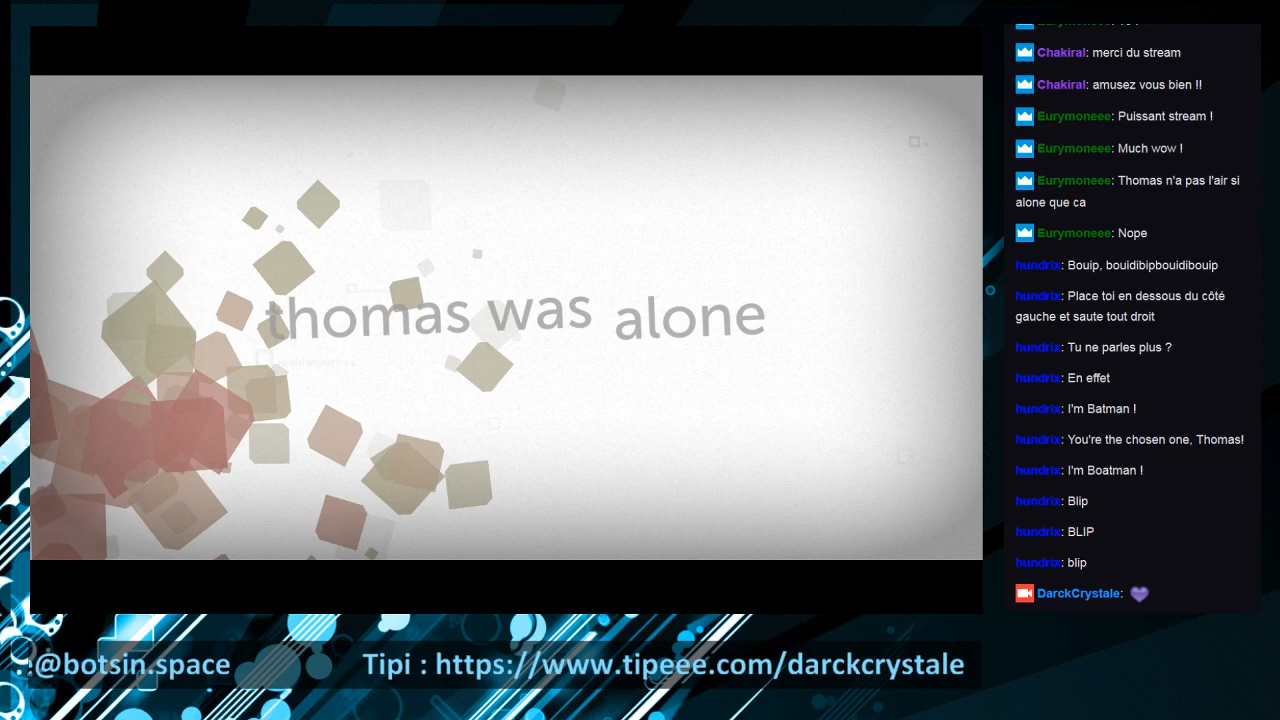 thomas was alone
Chakiral: merci du stream
Chakiral: amusez vous bien !!
Eurymoneee: Puissant stream !
Eurymoneee: Much wow !
Eurymoneee: Thomas n'a pas l'air si
alone que ca
Eurymoneee: Nope
hundrix: Bouip, bouidibipbouidibouip
hundrix: Place toi en dessous du côté
gauche et saute tout droit
hundrix: Tu ne parles plus ?
hundrix: En effet
hundrix: I'm Batman !
hundrix: You're the chosen one, Thomas!
hundrix: I'm Boatman !
hundrix: Blip
hundrix: BLIP
hundrix: blip
DarckCrystale:
@botsin.space Tipi : https://www.tipeee.com/darckcrystale